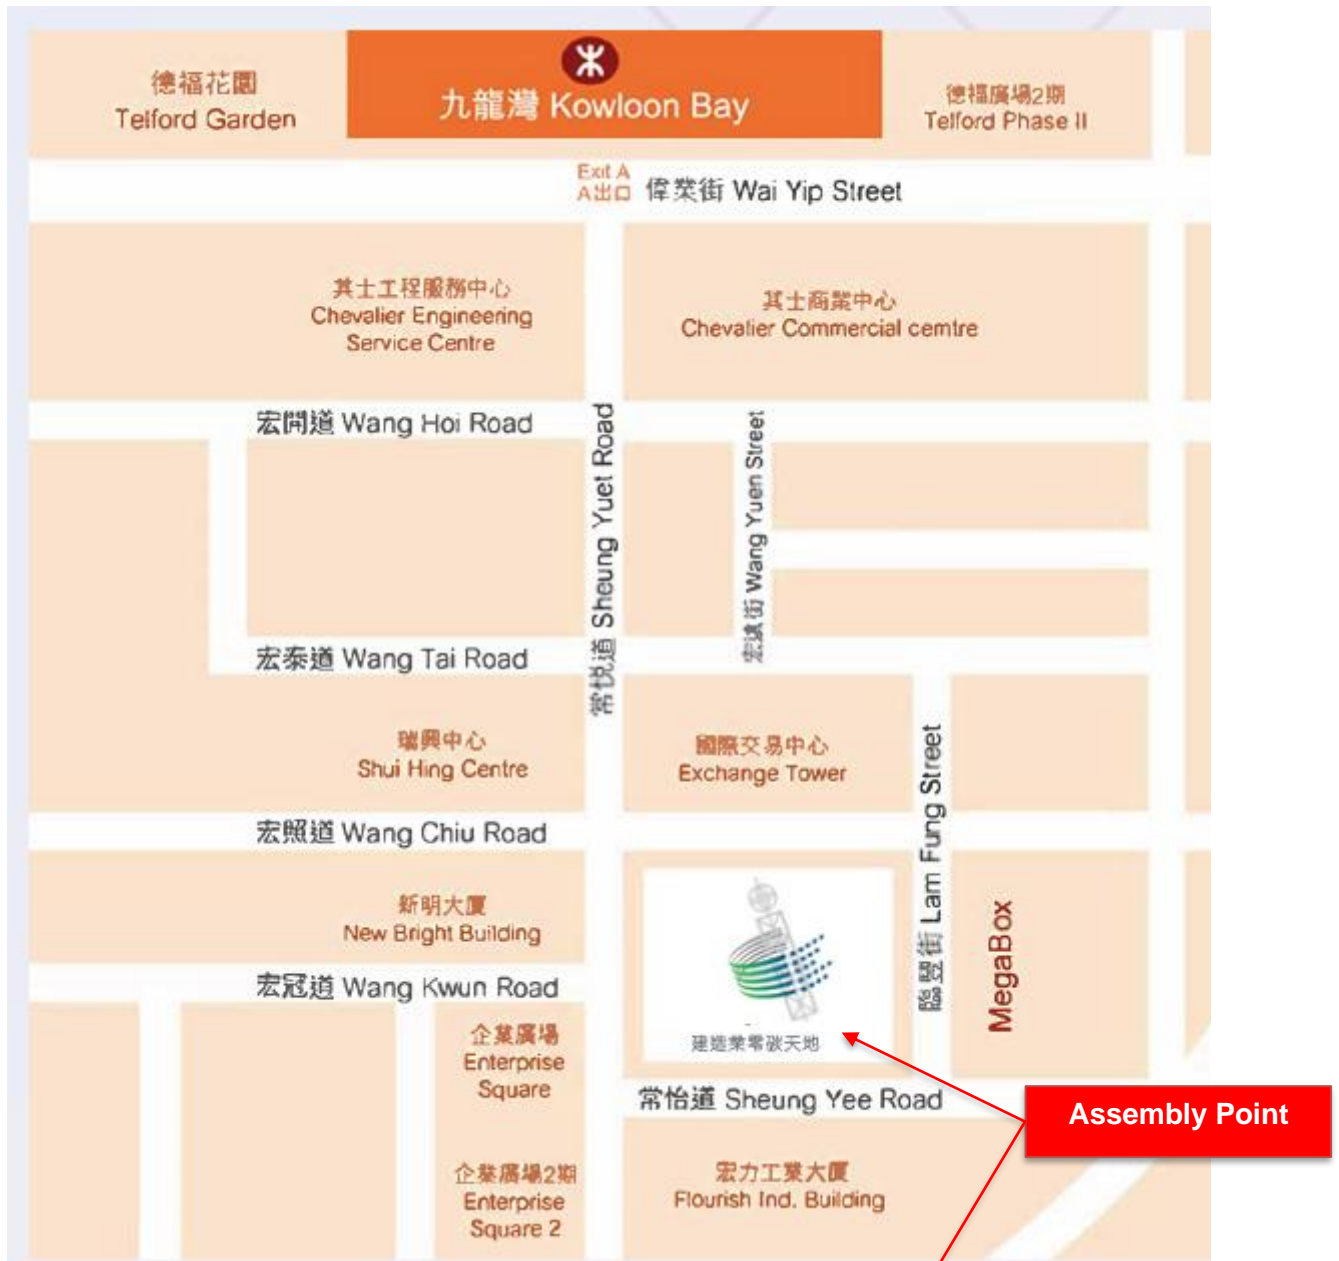 德福花園
Telford Garden
九龍灣 Kowloon Bay
德福廣場2期
Telford Phase II
Exit A
A出口
偉業街 Wai Yip Street
其士工程服務中心
Chevalier Engineering
Service Centre
其士商業中心
Chevalier Commercial cemtre
宏開道 Wang Hoi Road
常悦道 Sheung Yuet Road
宏遠街 Wang Yuen Street
宏泰道 Wang Tai Road
瑞興中心
Shui Hing Centre
國際交易中心
Exchange Tower
臨豐街 Lam Fung Street
宏照道 Wang Chiu Road
新明大廈
New Bright Building
MegaBox
宏冠道 Wang Kwun Road
建造業零碳天地
企業廣場
Enterprise
Square
常怡道 Sheung Yee Road
Assembly Point
企業廣場2期
Enterprise
Square 2
宏力工業大廈
Flourish Ind. Building